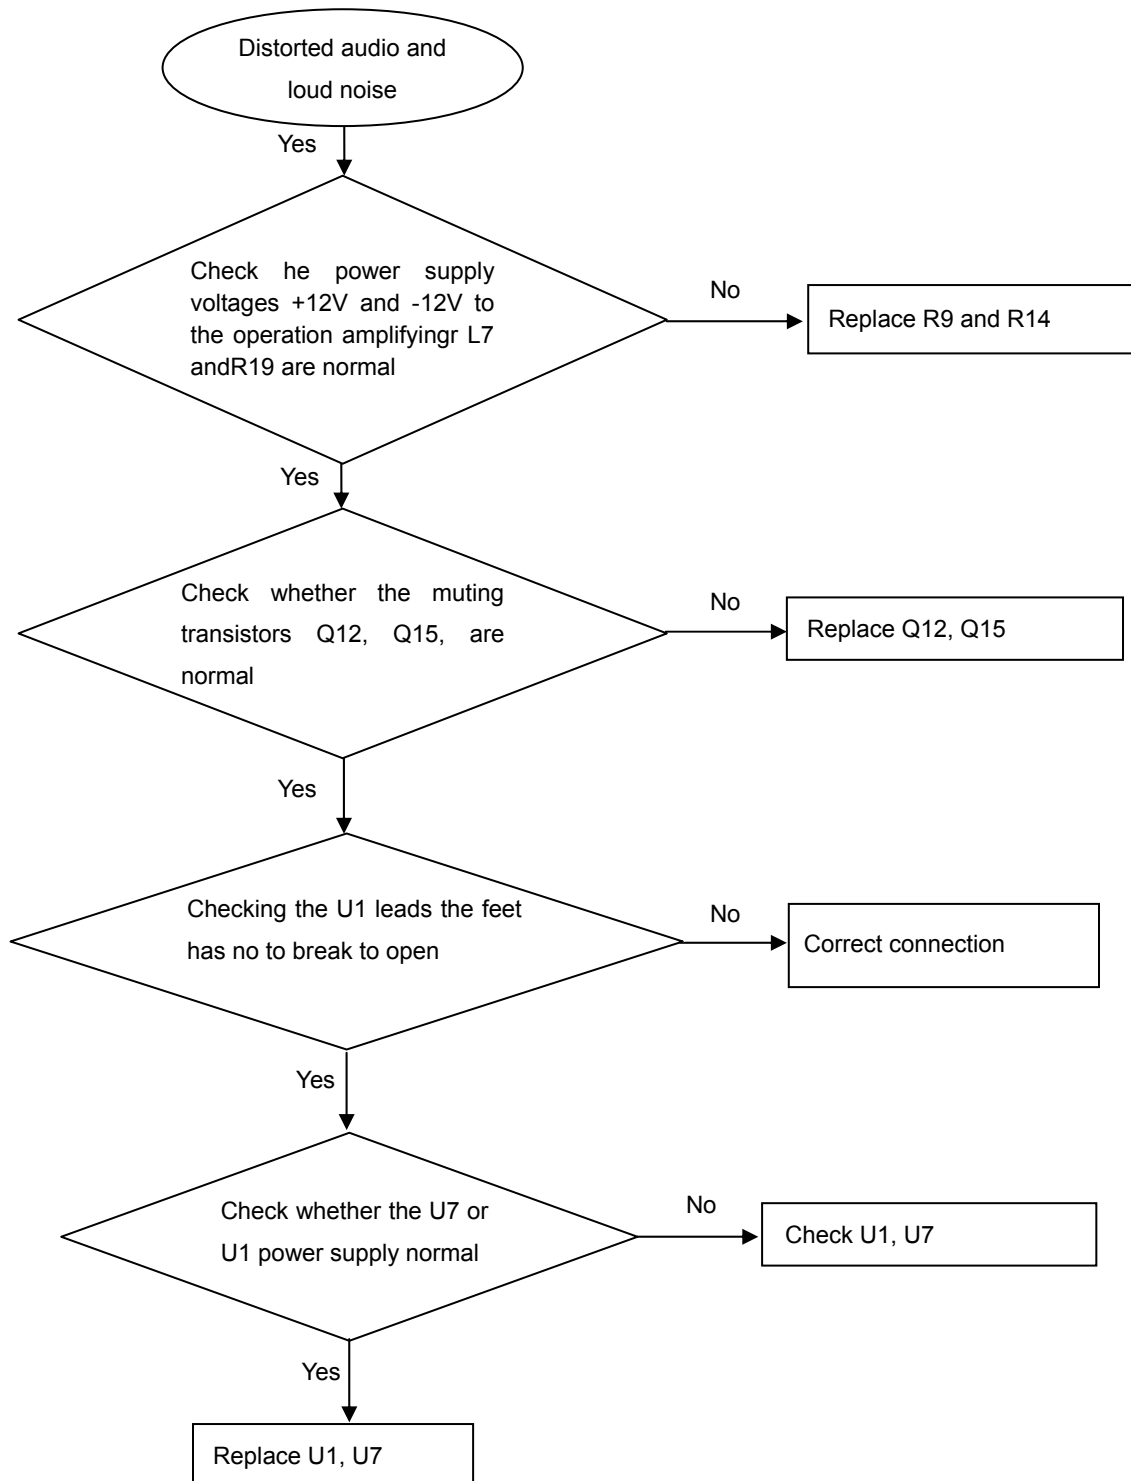 Distorted audio and
loud noise
Yes
Check he power supply
voltages +12V and -12V to
the operation amplifyingr L7
andR19 are normal
No
Replace R9 and R14
Yes
Check whether the muting
transistors Q12, Q15, are
normal
No
Replace Q12, Q15
Yes
Checking the U1 leads the feet
has no to break to open
No
Correct connection
Yes
Check whether the U7 or
U1 power supply normal
No
Check U1, U7
Yes
Replace U1, U7